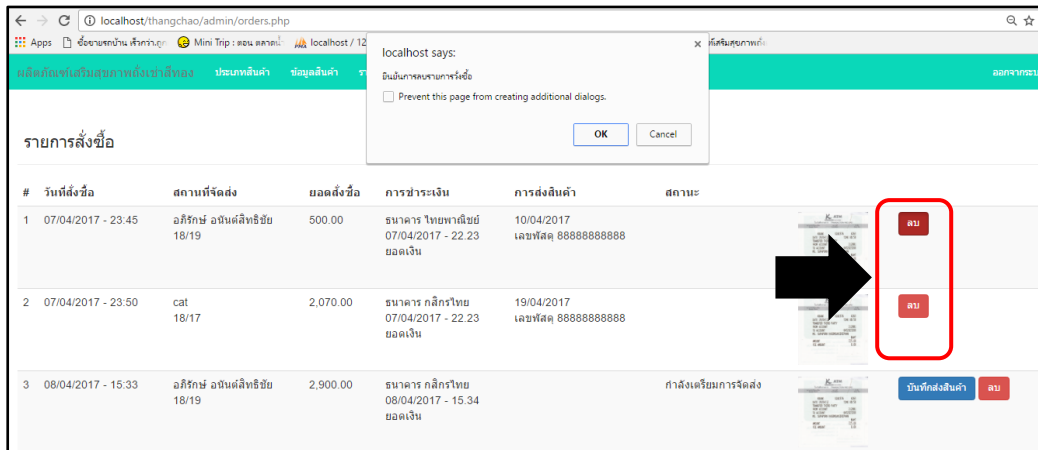 localhost/thangchao/admin/orders.php
Apps ซื้อขายรถบ้าน เร็วกว่า,ถูก Mini Trip : ตอน ตลาดน้ำ localhost / 12
localhost says:
ยืนยันการลบรายการสั่งซื้อ
Prevent this page from creating additional dialogs.
OK Cancel
ผลิตภัณฑ์เสริมสุขภาพถั่งเช่าสีทอง ประเภทสินค้า ข้อมูลสินค้า
รายการสั่งซื้อ
# วันที่สั่งซื้อ สถานที่จัดส่ง ยอดสั่งซื้อ การชำระเงิน การส่งสินค้า สถานะ
1 07/04/2017 - 23:45 อภิรักษ์ อนันต์สิทธิชัย 500.00 ธนาคาร ไทยพาณิชย์ 10/04/2017 ลบ
18/19 07/04/2017 - 22.23 เลขพัสดุ 88888888888
ยอดเงิน
2 07/04/2017 - 23:50 cat 2,070.00 ธนาคาร กสิกรไทย 19/04/2017 ลบ
18/17 07/04/2017 - 22.23 เลขพัสดุ 88888888888
ยอดเงิน
3 08/04/2017 - 15:33 อภิรักษ์ อนันต์สิทธิชัย 2,900.00 ธนาคาร กสิกรไทย กำลังเตรียมการจัดส่ง บันทึกส่งสินค้า ลบ
18/19 08/04/2017 - 15.34
ยอดเงิน